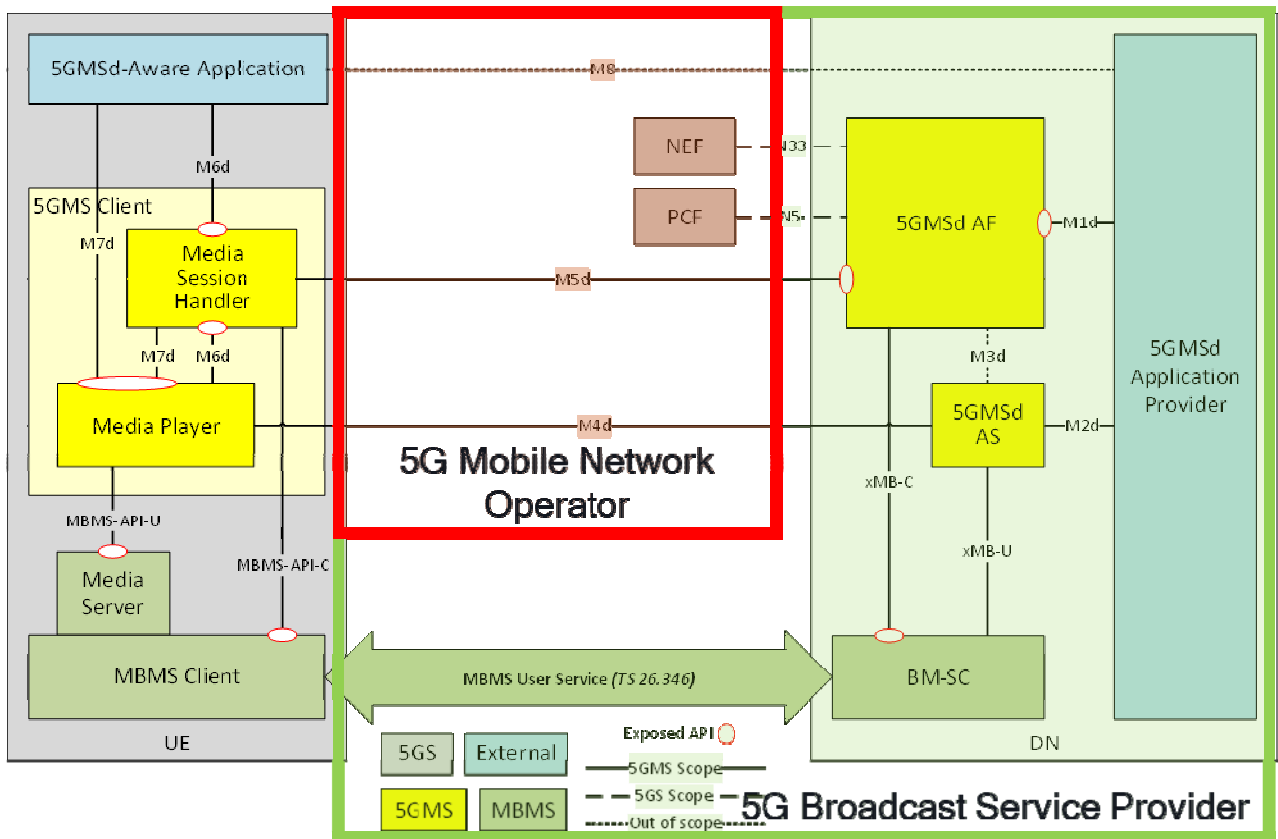 5GMSd-Aware Application
M8
NEF
N33
M6d
PCF
N5
5GMS Client
M7d
Media
Session
Handler
5GMSd AF
M1d
M5d
M7d
M6d
M3d
5GMSd
Application
Provider
Media Player
M4d
5GMSd
AS
M2d
5G Mobile Network
Operator
xMB-C
MBMS-API-U
xMB-U
MBMS-API-C
Media
Server
MBMS Client
MBMS User Service (TS 26.346)
BM-SC
UE
DN
Exposed API
5GS
External
5GMS Scope
5GS Scope
5GMS
MBMS
Out of scope
5G Broadcast Service Provider